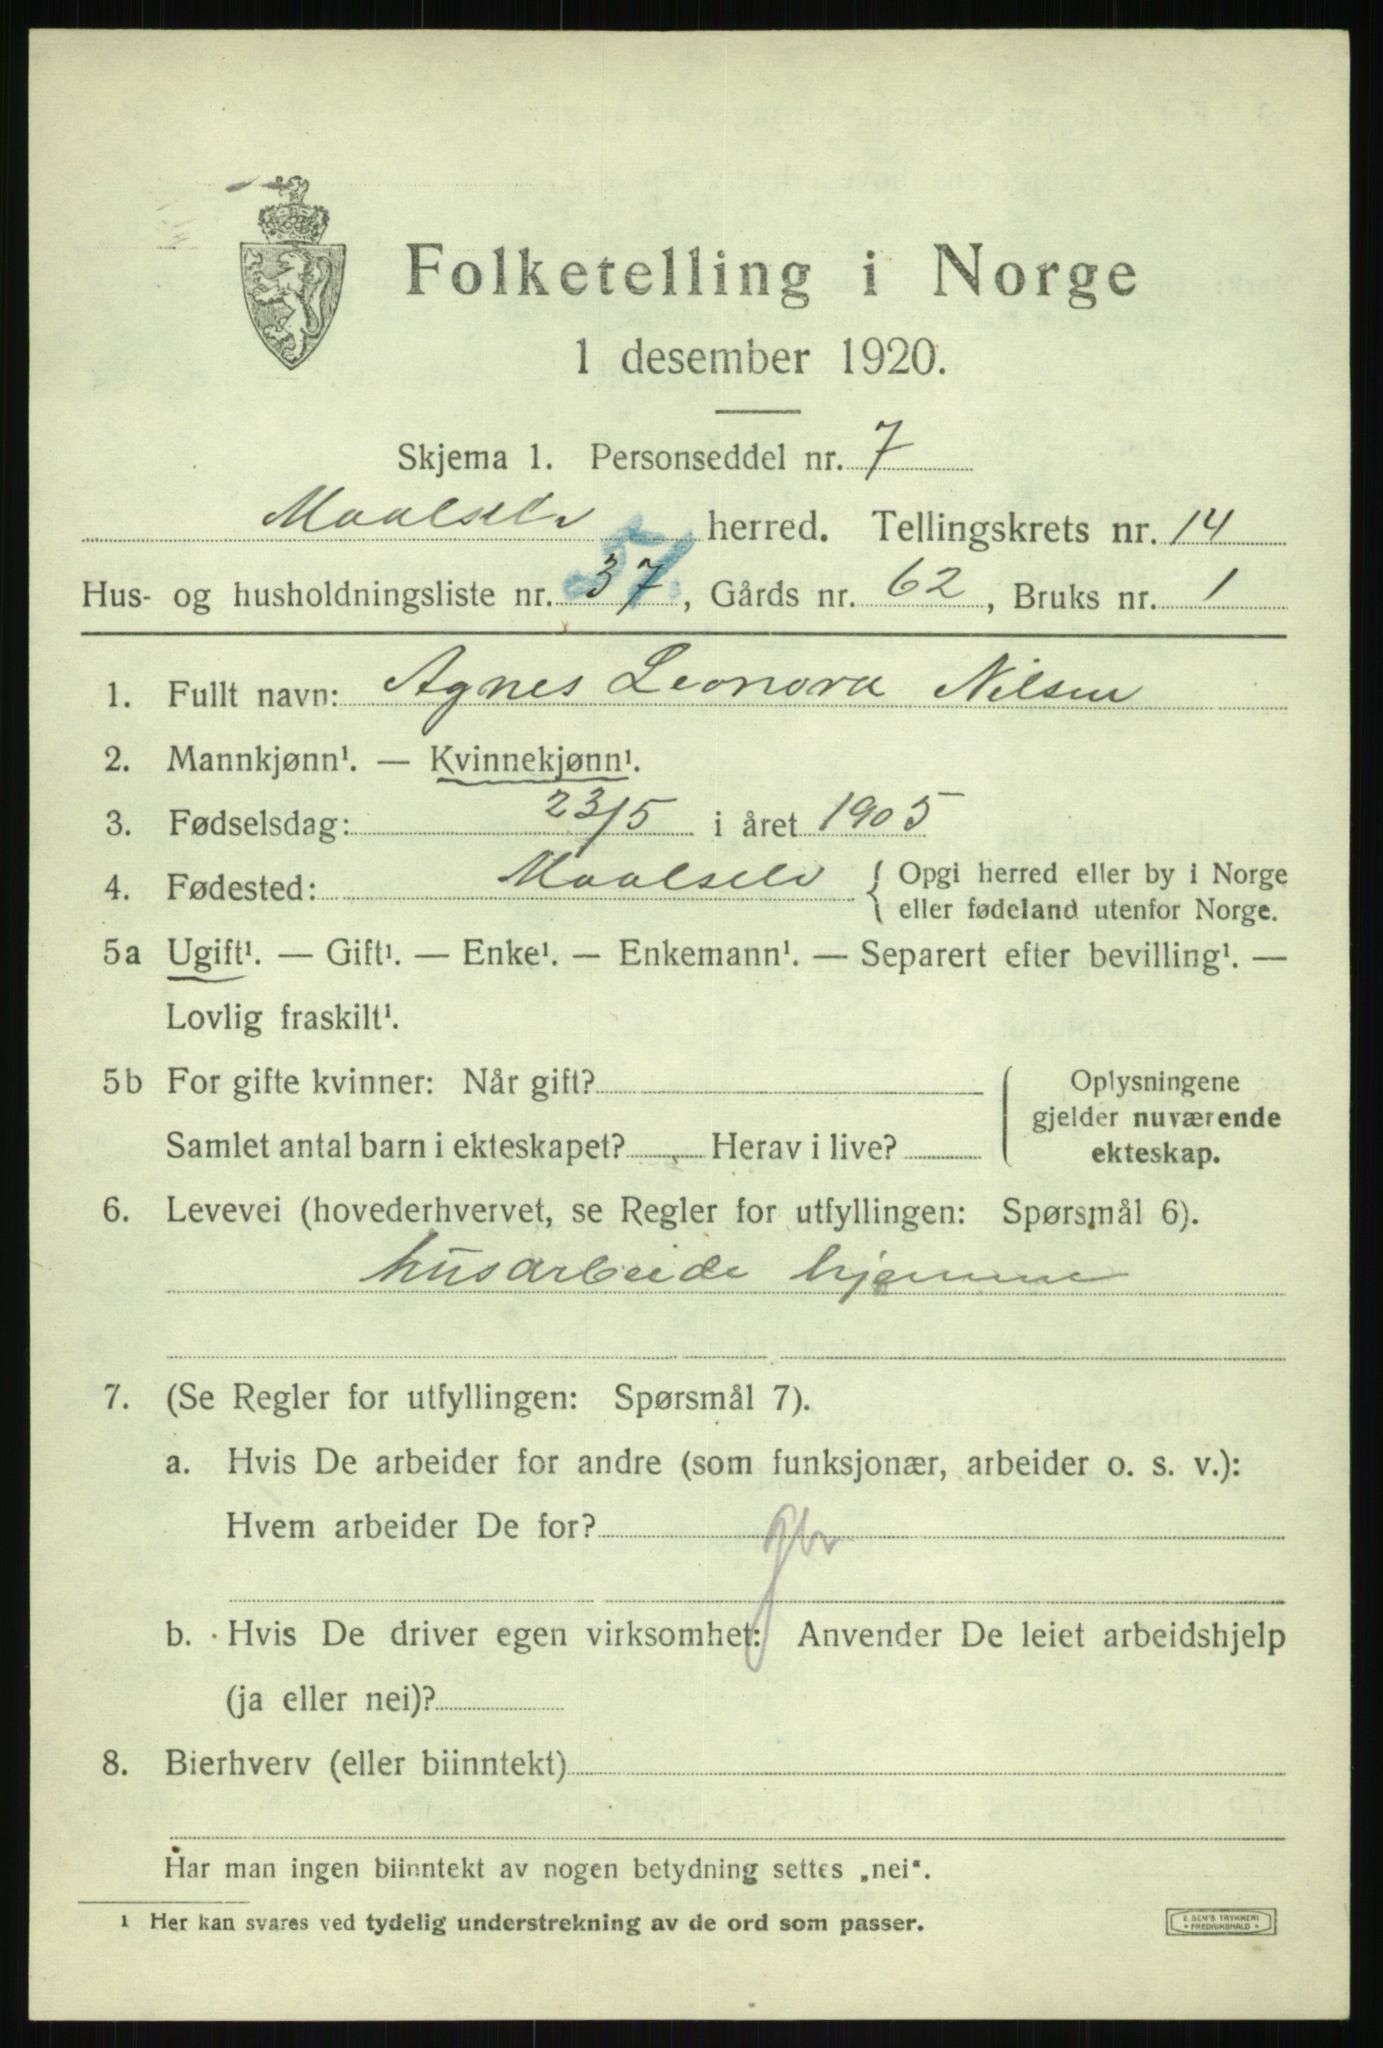 Folketelling i Norge
1 desember 1920.
Skjema 1. Personseddel nr. 7
Maalselv herred. Tellingskrets nr. 14
Hus- og husholdningsliste nr. 37, Gårds nr. 62, Bruks nr. 1
1. Fullt navn: Agnes Leonora Nilsen
2. Mannkjønn¹. — Kvinnekjønn¹.
3. Fødselsdag: 23/5 i året 1905
4. Fødested: Maalselv { Opgi herred eller by i Norge
eller fødeland utenfor Norge.
5a Ugift¹. — Gift¹. — Enke¹. — Enkemann¹. — Separert efter bevilling¹. —
Lovlig fraskilt¹.
5b For gifte kvinner: Når gift?
Samlet antal barn i ekteskapet? Herav i live?
Oplysningene
gjelder nuværende
ekteskap.
6. Levevei (hovederhvervet, se Regler for utfyllingen: Spørsmål 6).
husarbeide hjemme
7. (Se Regler for utfyllingen: Spørsmål 7).
a. Hvis De arbeider for andre (som funksjonær, arbeider o. s. v.):
Hvem arbeider De for?
b. Hvis De driver egen virksomhet: Anvender De leiet arbeidshjelp
(ja eller nei)?
8. Bierhverv (eller biinntekt)
Har man ingen biinntekt av nogen betydning settes „nei“.
¹ Her kan svares ved tydelig understrekning av de ord som passer.
E. SEM'S TRYKKERI
FREDRIKSHALD